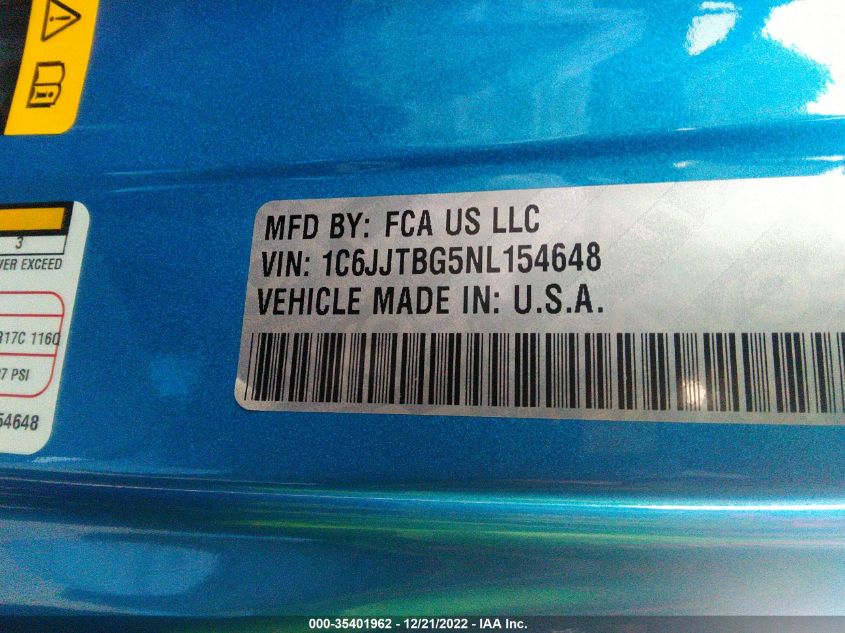 3
VER EXCEED
R17C 116Q
7 PSI
54648
MFD BY: FCA US LLC
VIN: 1C6JJTBG5NL154648
VEHICLE MADE IN: U.S.A.
000-35401962 - 12/21/2022 - IAA Inc.